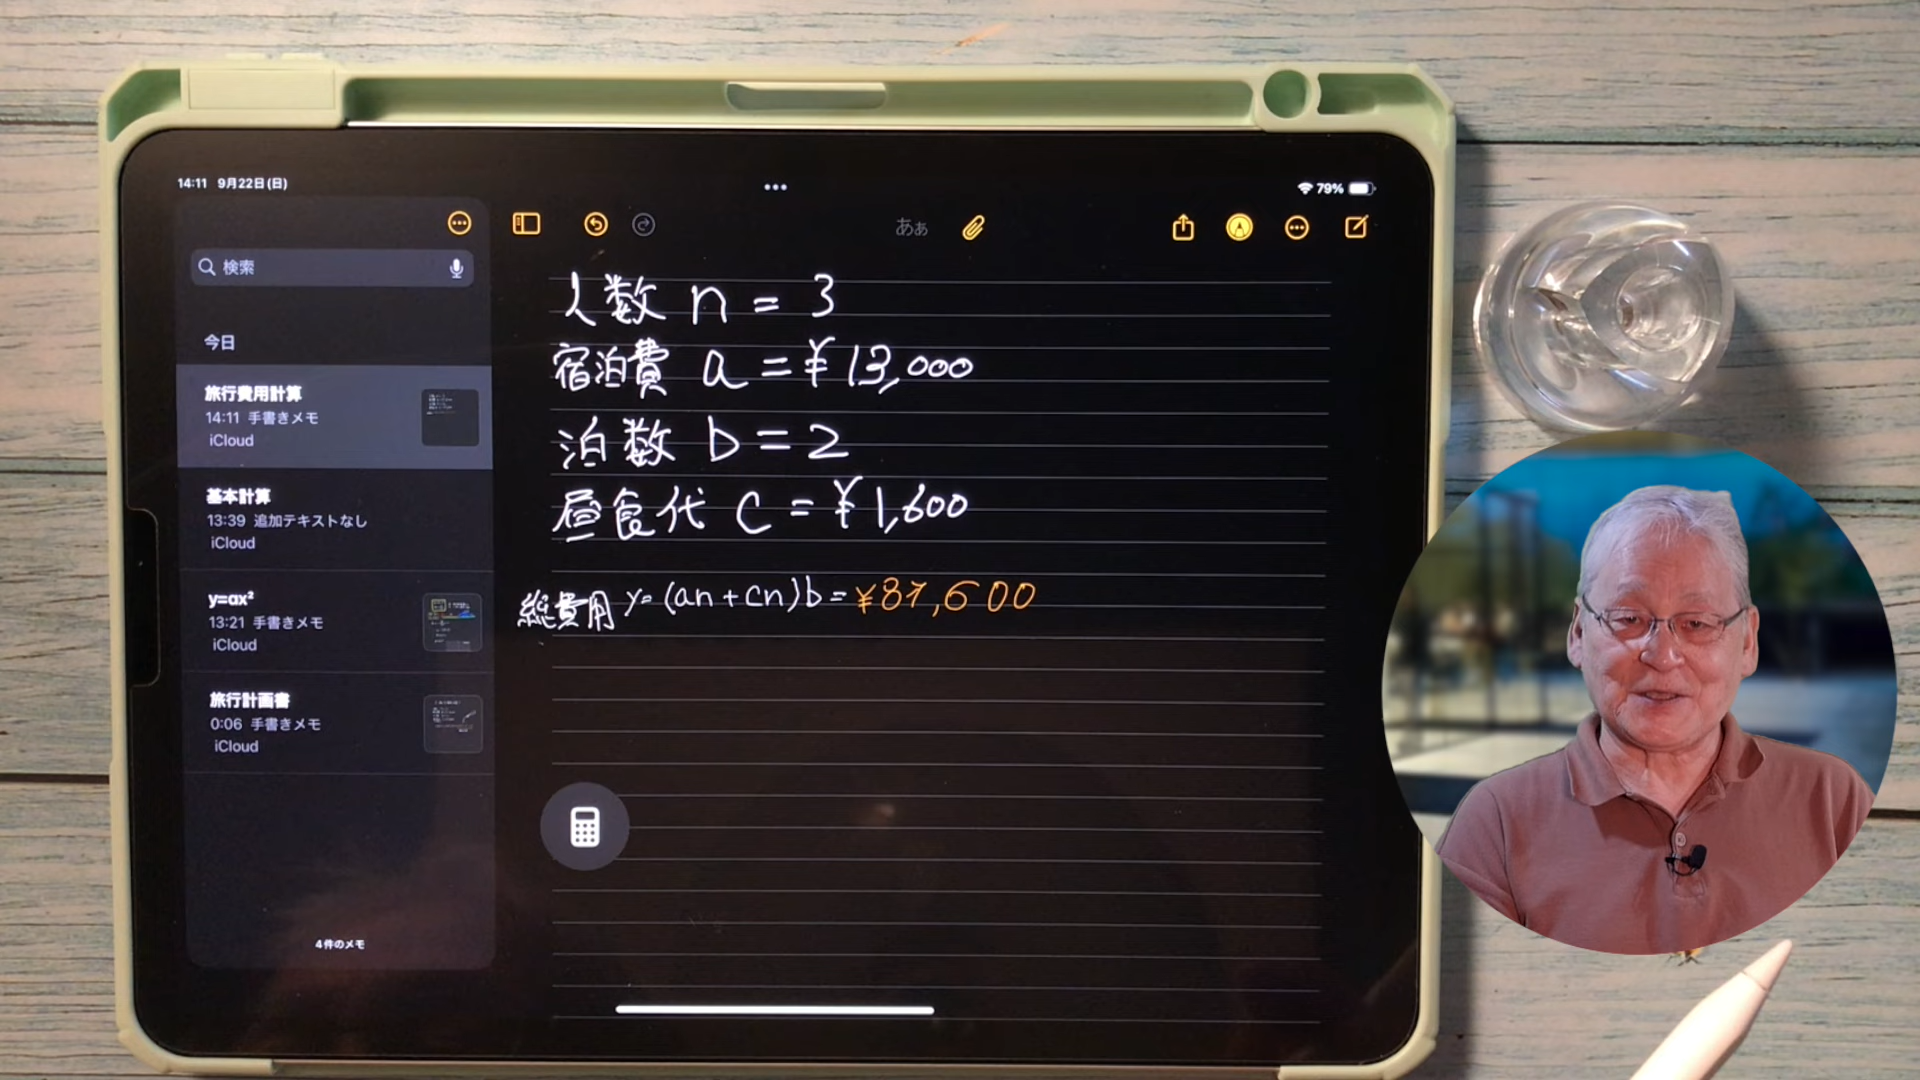 14:11 9月22日(日)
79%
検索
今日
旅行費用計算
14:11 手書きメモ
iCloud
基本計算
13:39 追加テキストなし
iCloud
y=ax²
13:21 手書きメモ
iCloud
旅行計画書
0:06 手書きメモ
iCloud
4件のメモ
あぁ
人数 n = 3
宿泊費 a = ¥13,000
泊数 b = 2
昼食代 c = ¥1,600
総費用 y = (an + cn)b = ¥87,600